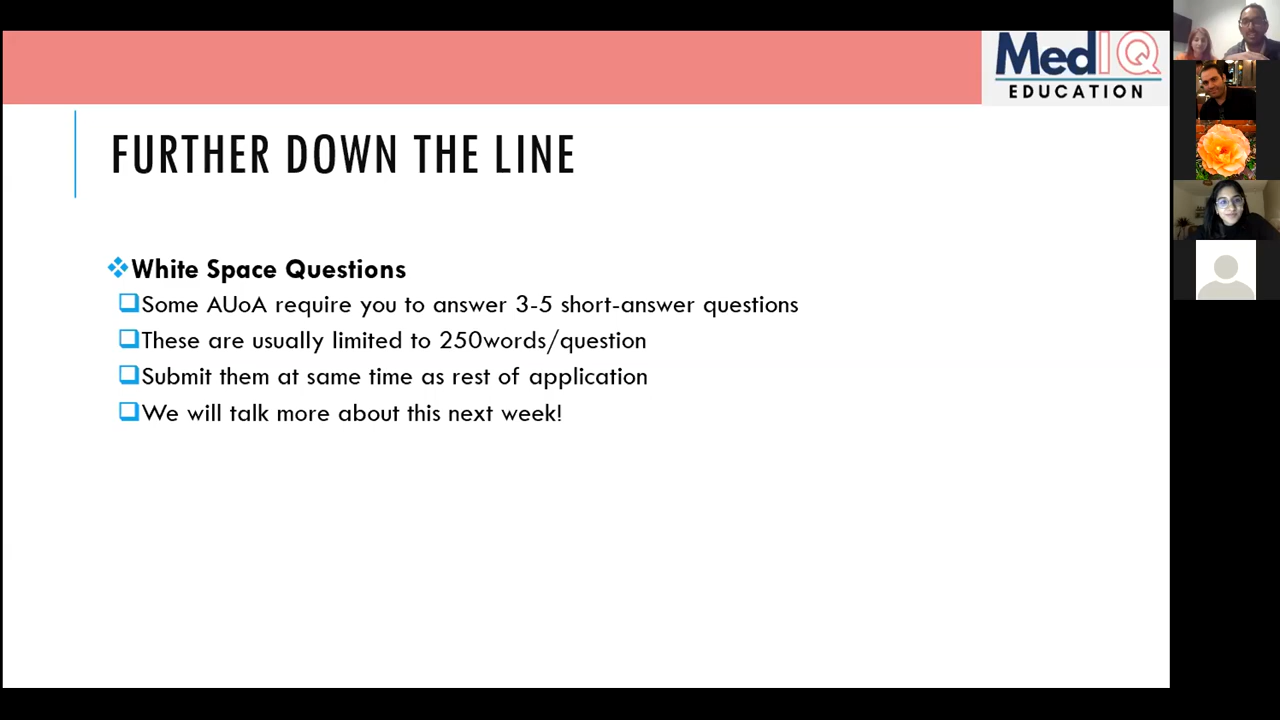 MedIQ
EDUCATION
FURTHER DOWN THE LINE
White Space Questions
Some AUoA require you to answer 3-5 short-answer questions
These are usually limited to 250words/question
Submit them at same time as rest of application
We will talk more about this next week!